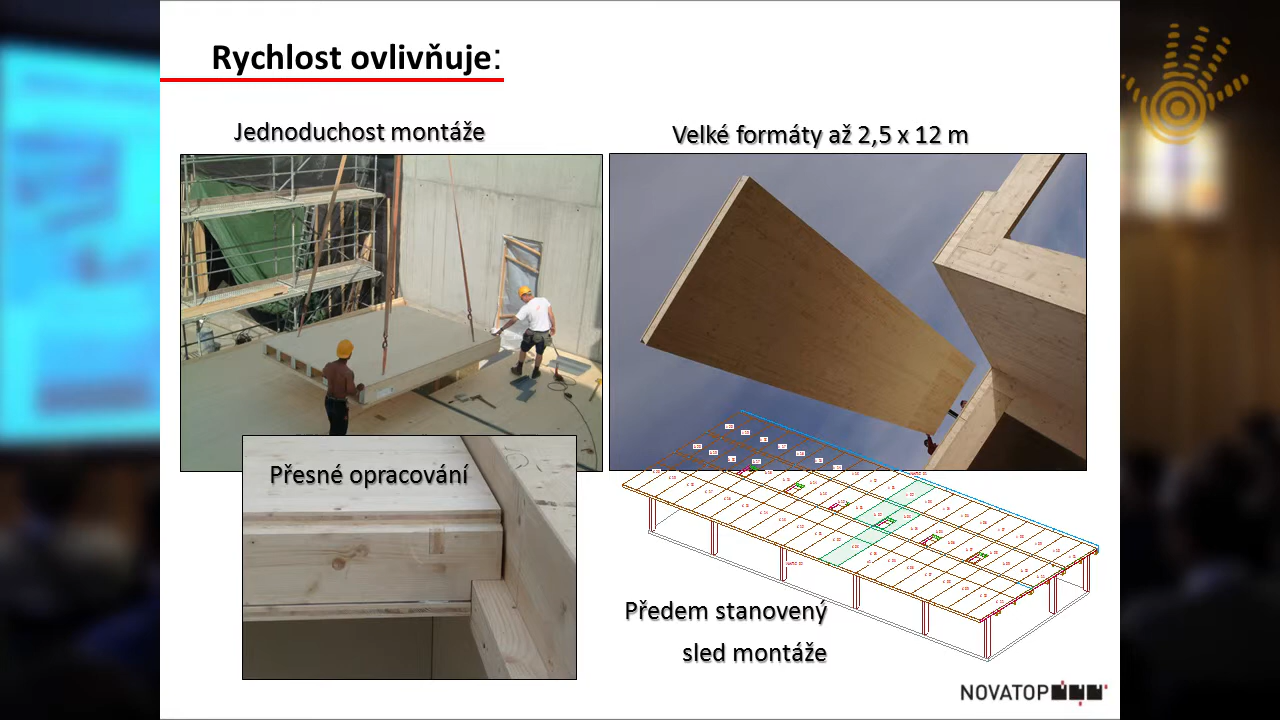 Rychlost ovlivňuje:
Jednoduchost montáže
Velké formáty až 2,5 x 12 m
Přesné opracování
Předem stanovený
sled montáže
NOVATOP